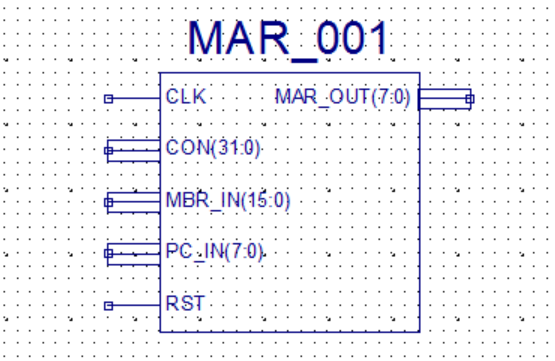 MAR_001
CLK MAR_OUT(7:0)
CON(31:0)
MBR_IN(15:0)
PC_IN(7:0)
RST